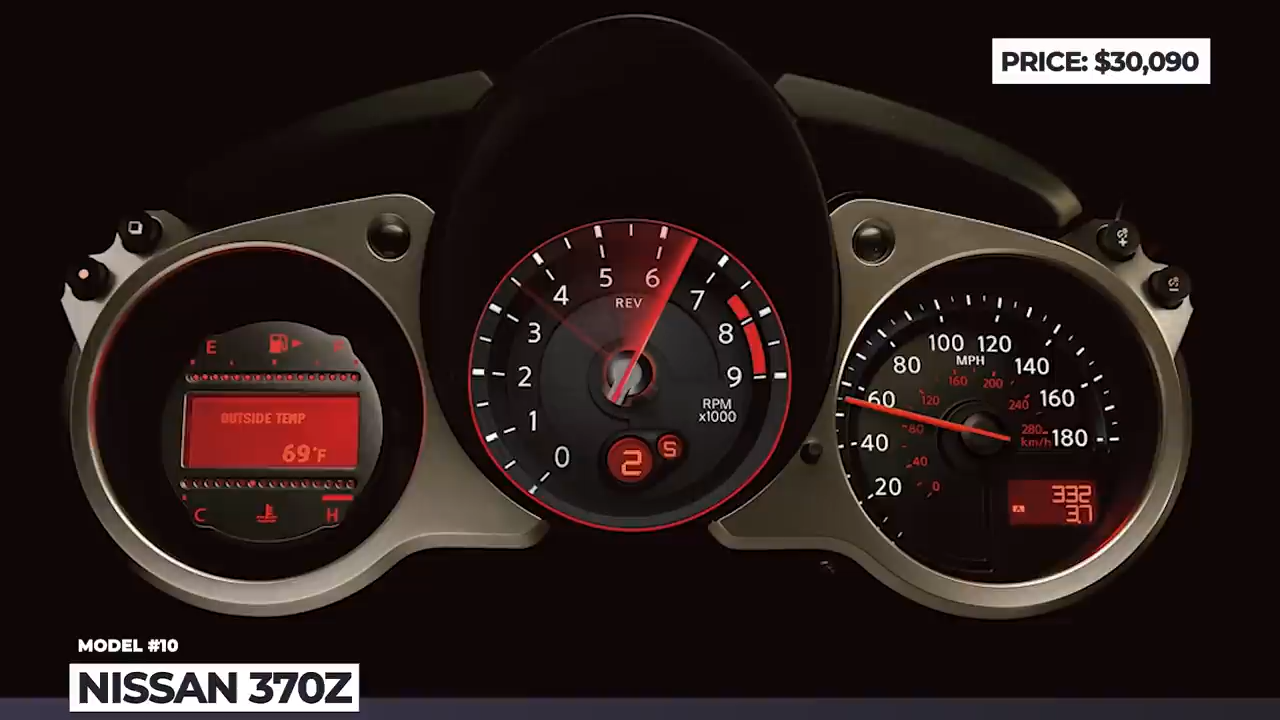 PRICE: $30,090
E
F
OUTSIDE TEMP
69°F
C
H
0
1
2
3
4
5
6
7
8
9
REV
RPM
x1000
2
S
20
40
60
80
100
120
140
160
180
MPH
0
40
80
120
160
200
240
280
km/h
332
3.7
MODEL #10
NISSAN 370Z